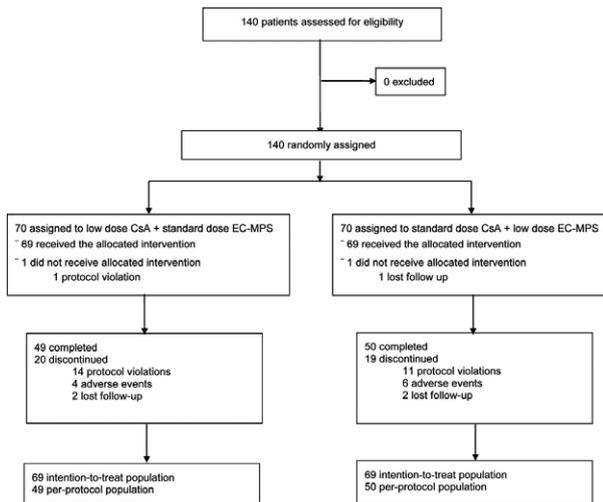 140 patients assessed for eligibility
0 excluded
140 randomly assigned
70 assigned to low dose CsA + standard dose EC-MPS
- 69 received the allocated intervention
- 1 did not receive allocated intervention
1 protocol violation
70 assigned to standard dose CsA + low dose EC-MPS
- 69 received the allocated intervention
- 1 did not receive allocated intervention
1 lost follow up
49 completed
20 discontinued
14 protocol violations
4 adverse events
2 lost follow-up
50 completed
19 discontinued
11 protocol violations
6 adverse events
2 lost follow-up
69 intention-to-treat population
49 per-protocol population
69 intention-to-treat population
50 per-protocol population